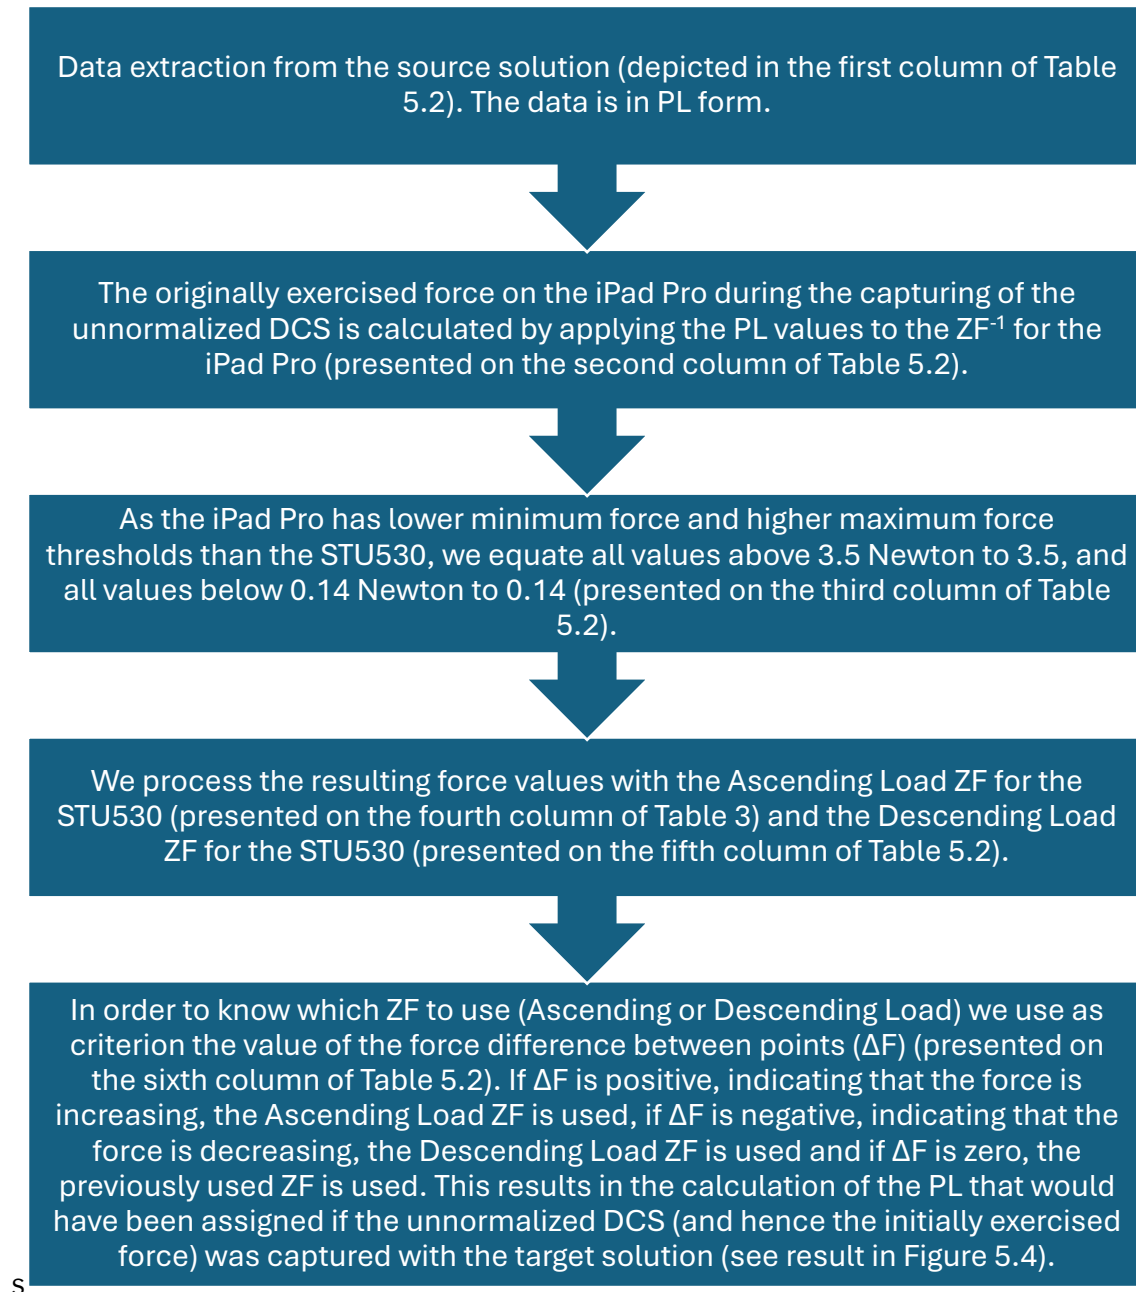 Data extraction from the source solution (depicted in the first column of Table
5.2). The data is in PL form.
The originally exercised force on the iPad Pro during the capturing of the
unnormalized DCS is calculated by applying the PL values to the ZF⁻¹ for the
iPad Pro (presented on the second column of Table 5.2).
As the iPad Pro has lower minimum force and higher maximum force
thresholds than the STU530, we equate all values above 3.5 Newton to 3.5, and
all values below 0.14 Newton to 0.14 (presented on the third column of Table
5.2).
We process the resulting force values with the Ascending Load ZF for the
STU530 (presented on the fourth column of Table 3) and the Descending Load
ZF for the STU530 (presented on the fifth column of Table 5.2).
In order to know which ZF to use (Ascending or Descending Load) we use as
criterion the value of the force difference between points (ΔF) (presented on
the sixth column of Table 5.2). If ΔF is positive, indicating that the force is
increasing, the Ascending Load ZF is used, if ΔF is negative, indicating that the
force is decreasing, the Descending Load ZF is used and if ΔF is zero, the
previously used ZF is used. This results in the calculation of the PL that would
have been assigned if the unnormalized DCS (and hence the initially exercised
force) was captured with the target solution (see result in Figure 5.4).
s